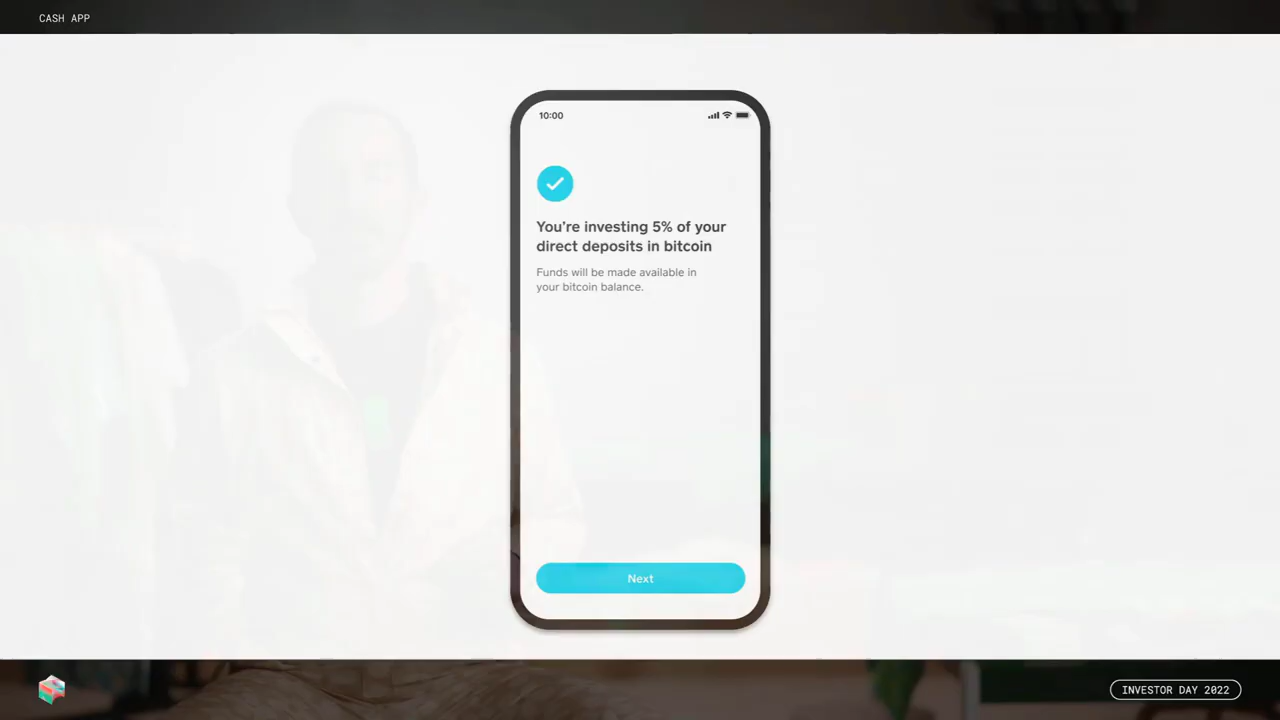 CASH APP
10:00
You're investing 5% of your
direct deposits in bitcoin
Funds will be made available in
your bitcoin balance.
Next
INVESTOR DAY 2022